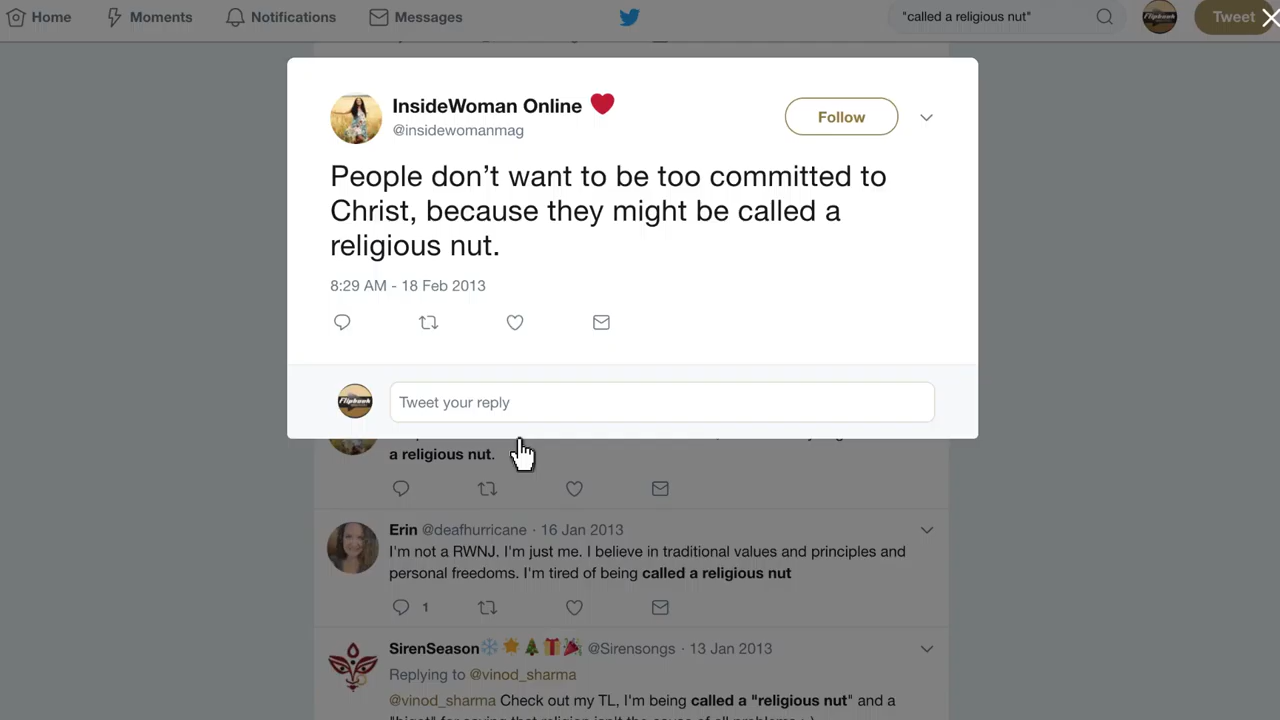 Home Moments Notifications Messages "called a religious nut" Tweet
InsideWoman Online
@insidewomanmag
Follow
People don’t want to be too committed to
Christ, because they might be called a
religious nut.
8:29 AM - 18 Feb 2013
Tweet your reply
a religious nut.
Erin @deafhurricane · 16 Jan 2013
I'm not a RWNJ. I'm just me. I believe in traditional values and principles and
personal freedoms. I'm tired of being called a religious nut
1
SirenSeason @Sirensongs · 13 Jan 2013
Replying to @vinod_sharma
@vinod_sharma Check out my TL, I'm being called a "religious nut" and a